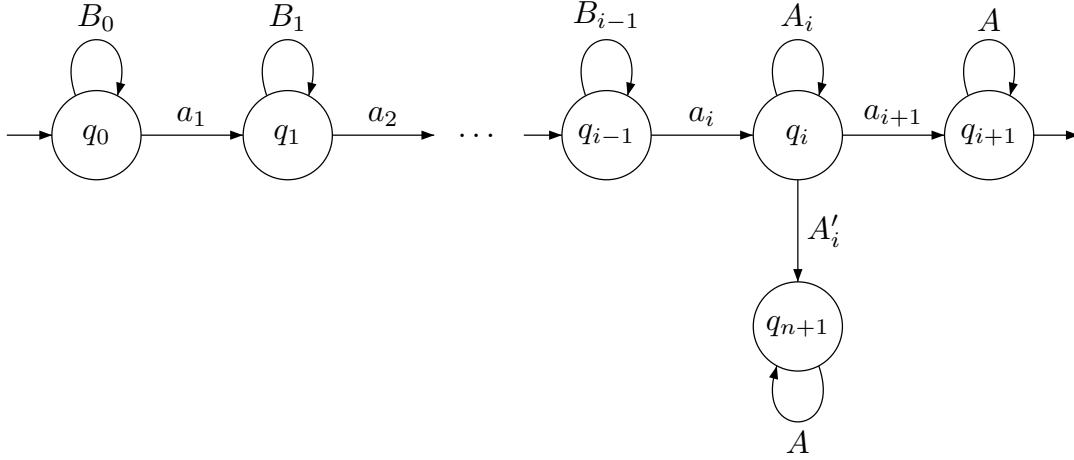 $B_0$ $B_1$ $B_{i-1}$ $A_i$ $A$
$a_1$ $a_2$ $a_i$ $a_{i+1}$
$q_0$ $q_1$ $\cdots$ $q_{i-1}$ $q_i$ $q_{i+1}$
$A'_i$
$q_{n+1}$
$A$